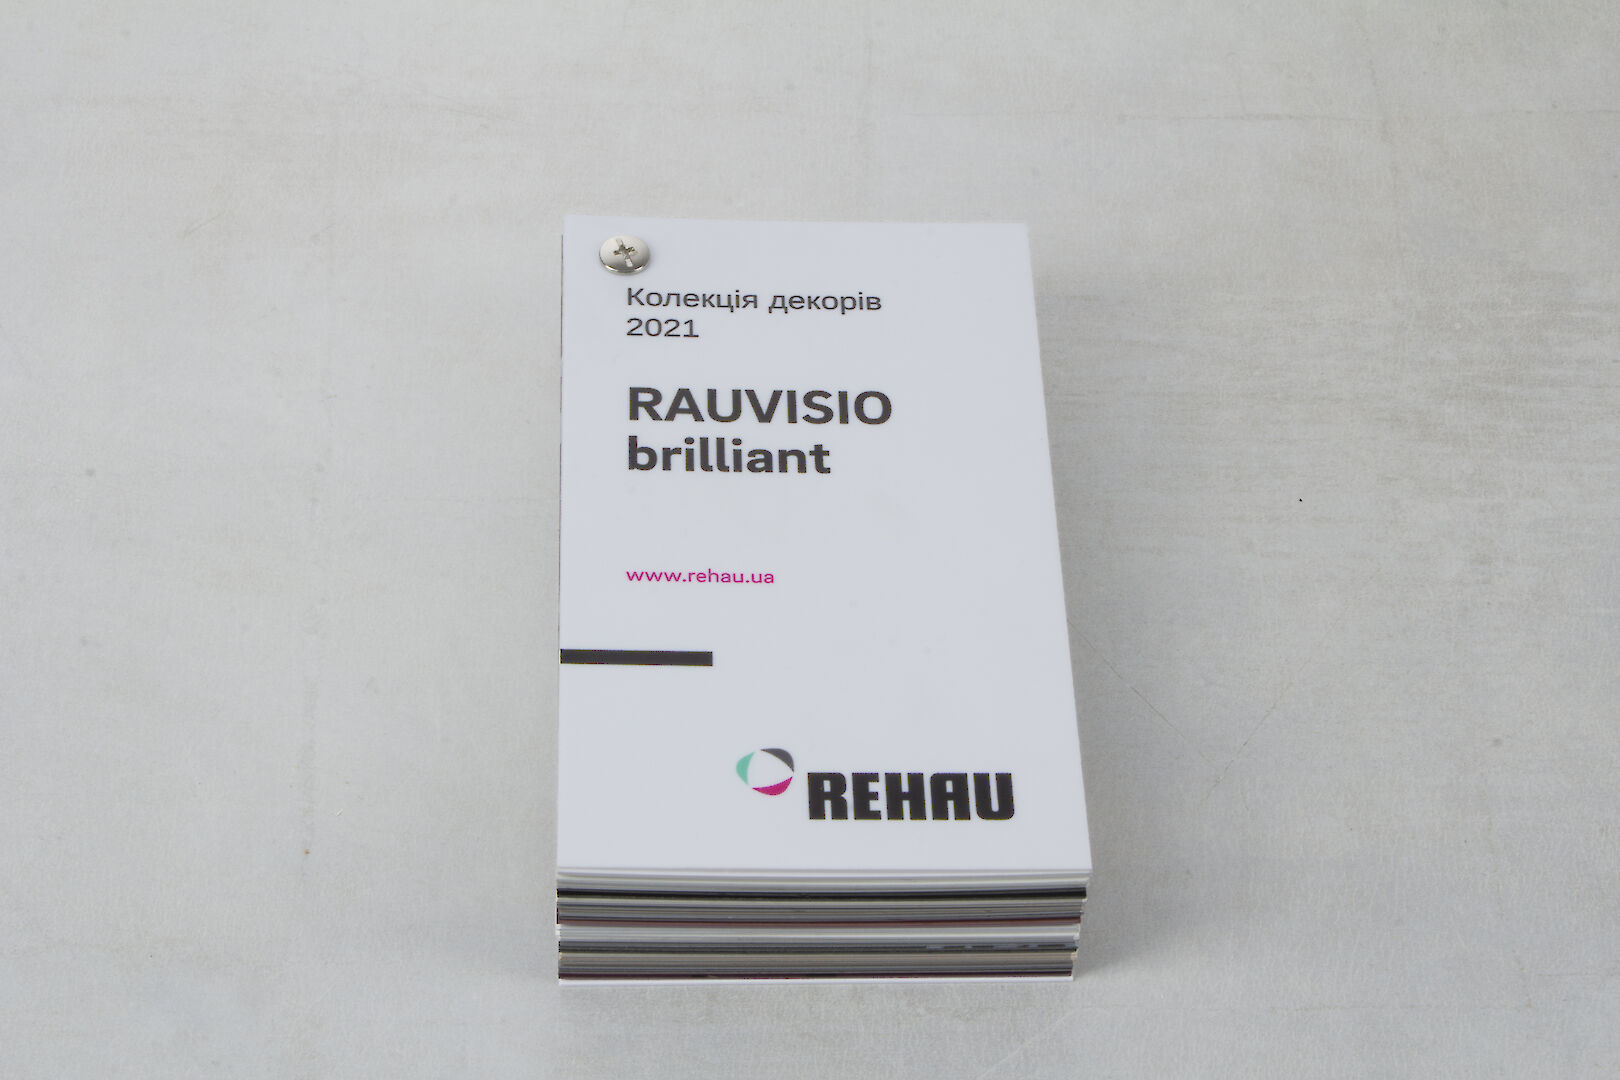 Колекція декорів
2021
RAUVISIO
brilliant
www.rehau.ua
REHAU